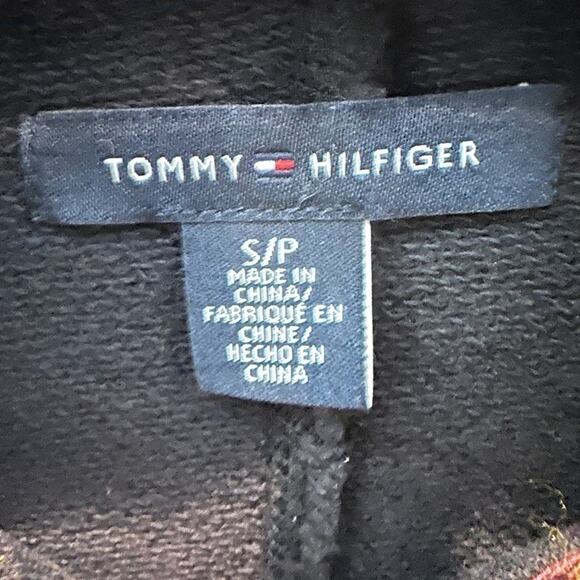 TOMMY HILFIGER
S/P
MADE IN
CHINA/
FABRIQUÉ EN
CHINE/
HECHO EN
CHINA